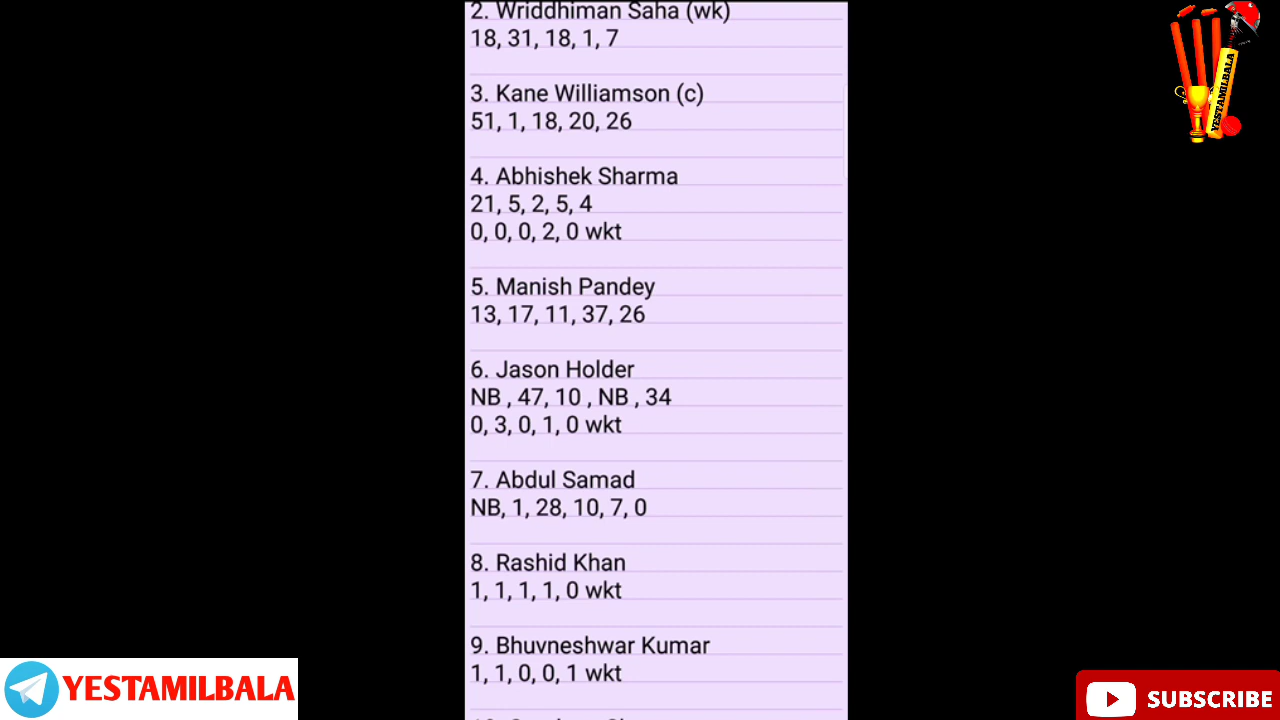 2. Wriddhiman Saha (wk)
18, 31, 18, 1, 7
3. Kane Williamson (c)
51, 1, 18, 20, 26
4. Abhishek Sharma
21, 5, 2, 5, 4
0, 0, 0, 2, 0 wkt
5. Manish Pandey
13, 17, 11, 37, 26
6. Jason Holder
NB , 47, 10 , NB , 34
0, 3, 0, 1, 0 wkt
7. Abdul Samad
NB, 1, 28, 10, 7, 0
8. Rashid Khan
1, 1, 1, 1, 0 wkt
9. Bhuvneshwar Kumar
1, 1, 0, 0, 1 wkt
YESTAMILBALA
YESTAMILBALA
SUBSCRIBE